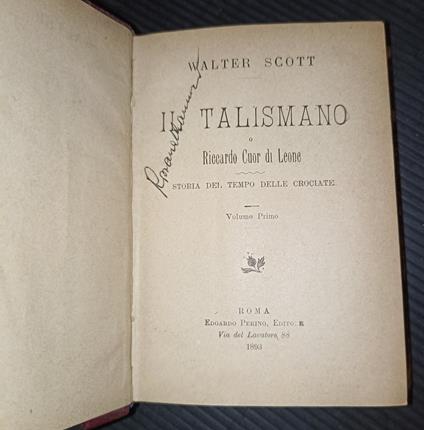 WALTER SCOTT
IL TALISMANO
o
Riccardo Cuor di Leone
STORIA DEL TEMPO DELLE CROCIATE
Volume Primo
ROMA
EDOARDO PERINO, EDITORE
Via del Lavatore, 88
1893